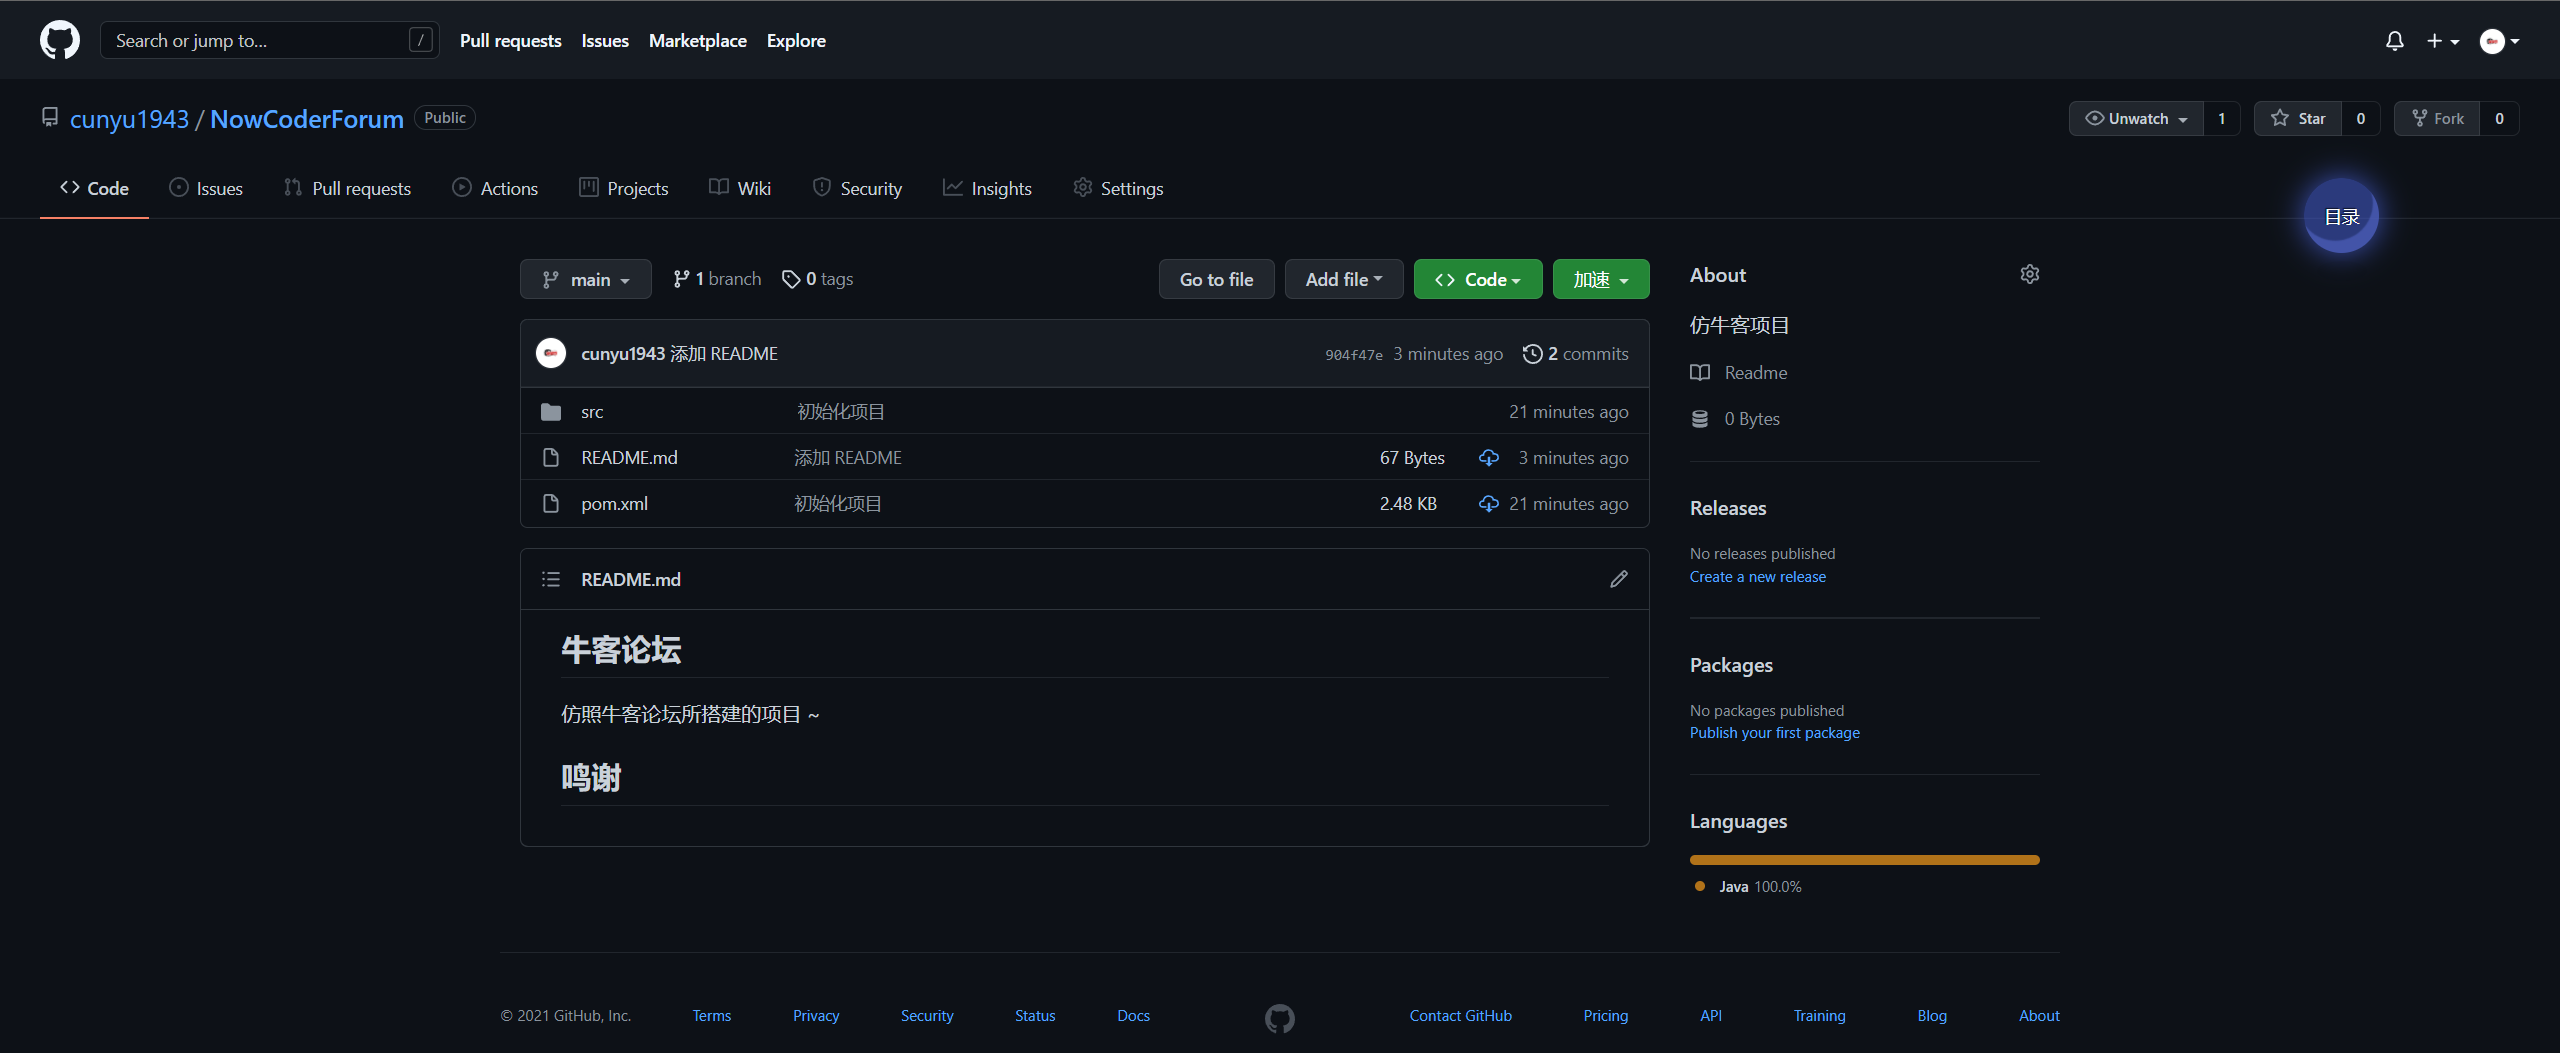 Search or jump to... / Pull requests Issues Marketplace Explore
cunyu1943 / NowCoderForum Public Unwatch 1 Star 0 Fork 0
Code Issues Pull requests Actions Projects Wiki Security Insights Settings
目录
main 1 branch 0 tags Go to file Add file Code 加速
cunyu1943 添加 README 904f47e 3 minutes ago 2 commits
src 初始化项目 21 minutes ago
README.md 添加 README 67 Bytes 3 minutes ago
pom.xml 初始化项目 2.48 KB 21 minutes ago
README.md
牛客论坛
仿照牛客论坛所搭建的项目 ~
鸣谢
About
仿牛客项目
Readme
0 Bytes
Releases
No releases published
Create a new release
Packages
No packages published
Publish your first package
Languages
Java 100.0%
© 2021 GitHub, Inc. Terms Privacy Security Status Docs Contact GitHub Pricing API Training Blog About